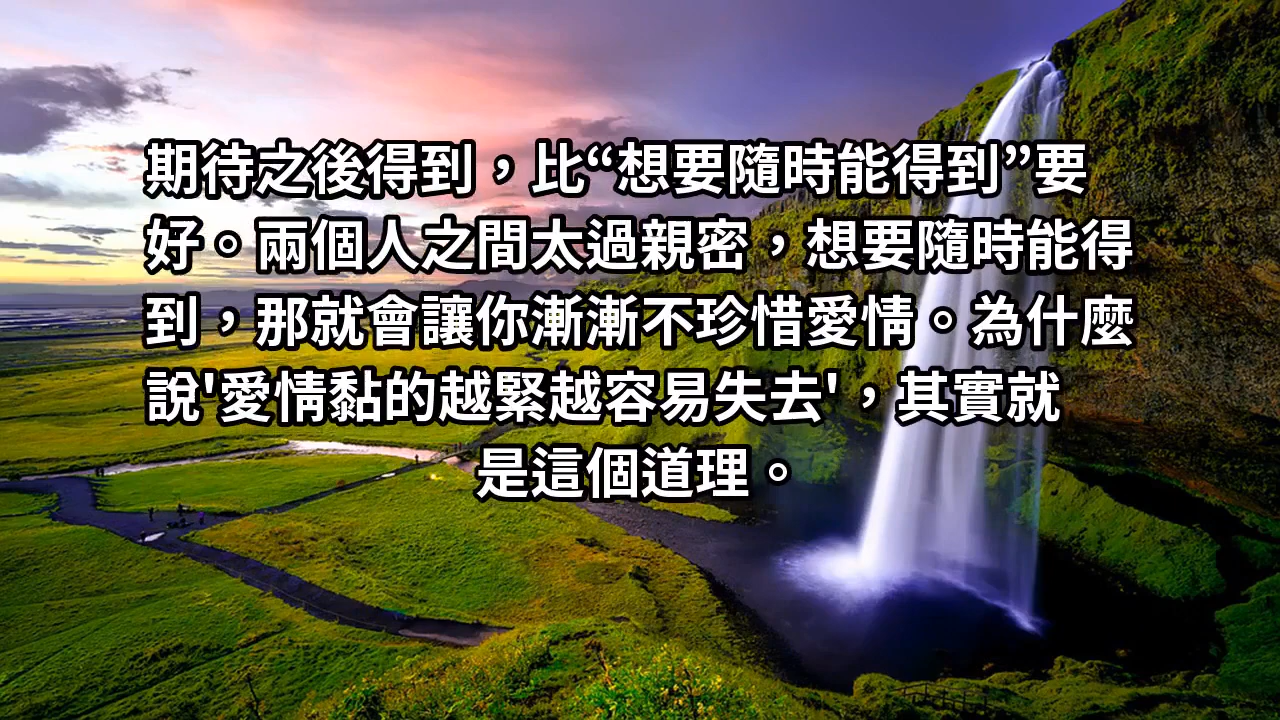 期待之後得到，比“想要隨時能得到”要
好。兩個人之間太過親密，想要隨時能得
到，那就會讓你漸漸不珍惜愛情。為什麼
說'愛情黏的越緊越容易失去'，其實就
是這個道理。